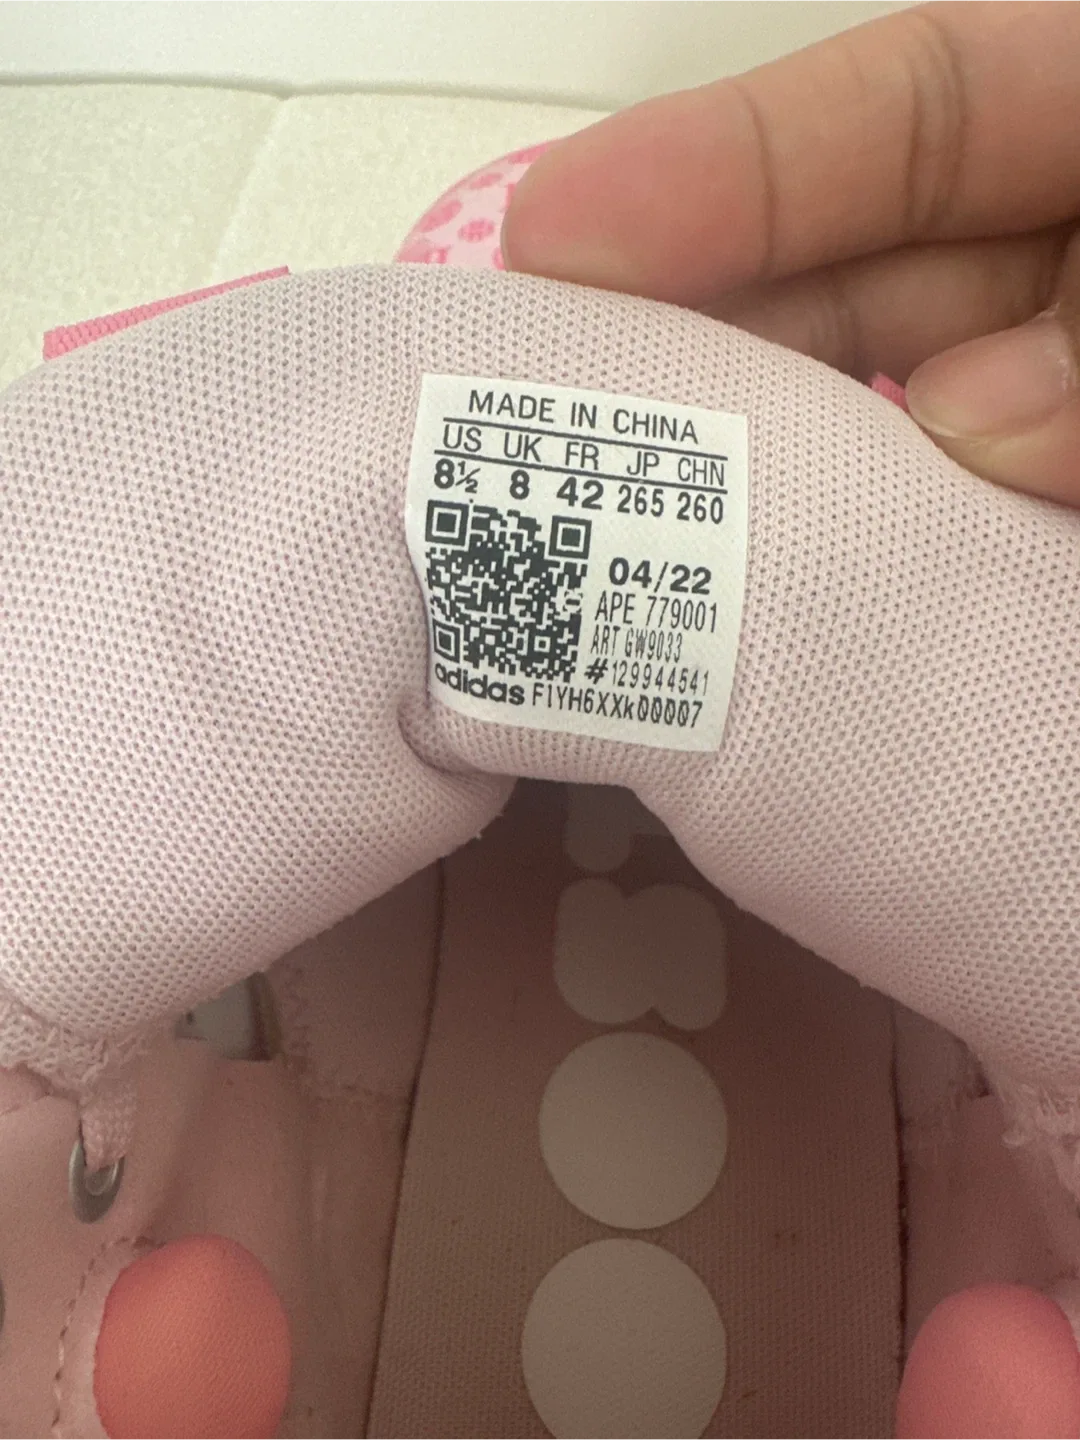 MADE IN CHINA
US UK FR JP CHN
8½ 8 42 265 260
04/22
APE 779001
ART GW9033
#129944541
adidas F1YH6XXk00007